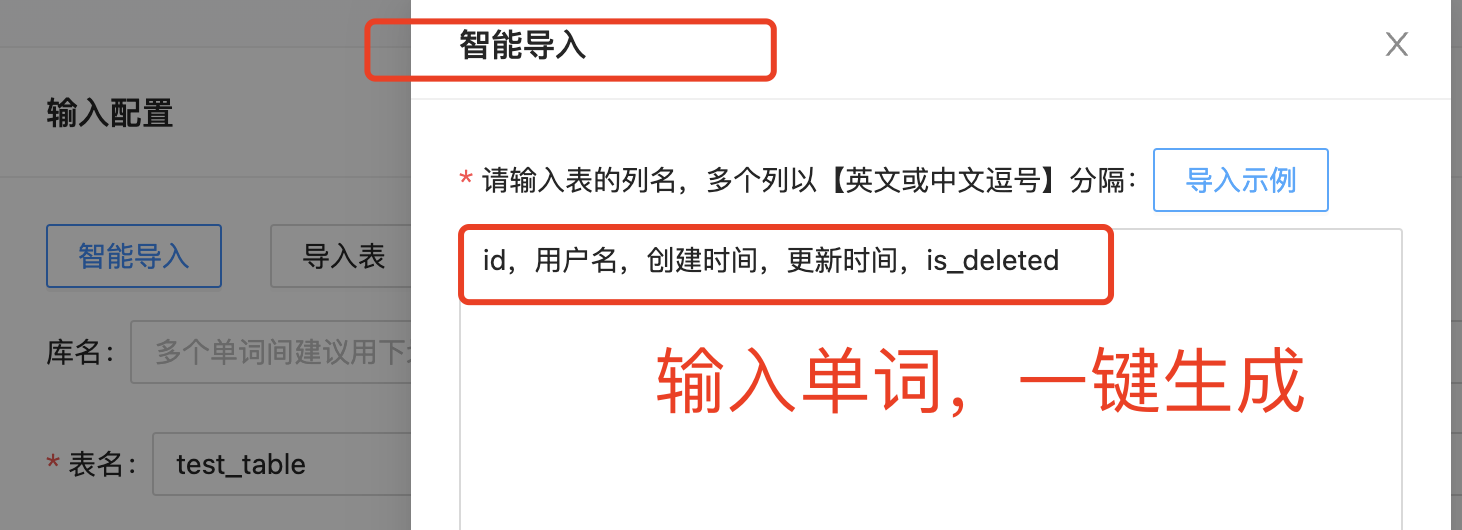 智能导入
输入配置
* 请输入表的列名，多个列以【英文或中文逗号】分隔：
导入示例
智能导入
导入表
id，用户名，创建时间，更新时间，is_deleted
库名：
多个单词间建议用下
输入单词，一键生成
* 表名：
test_table